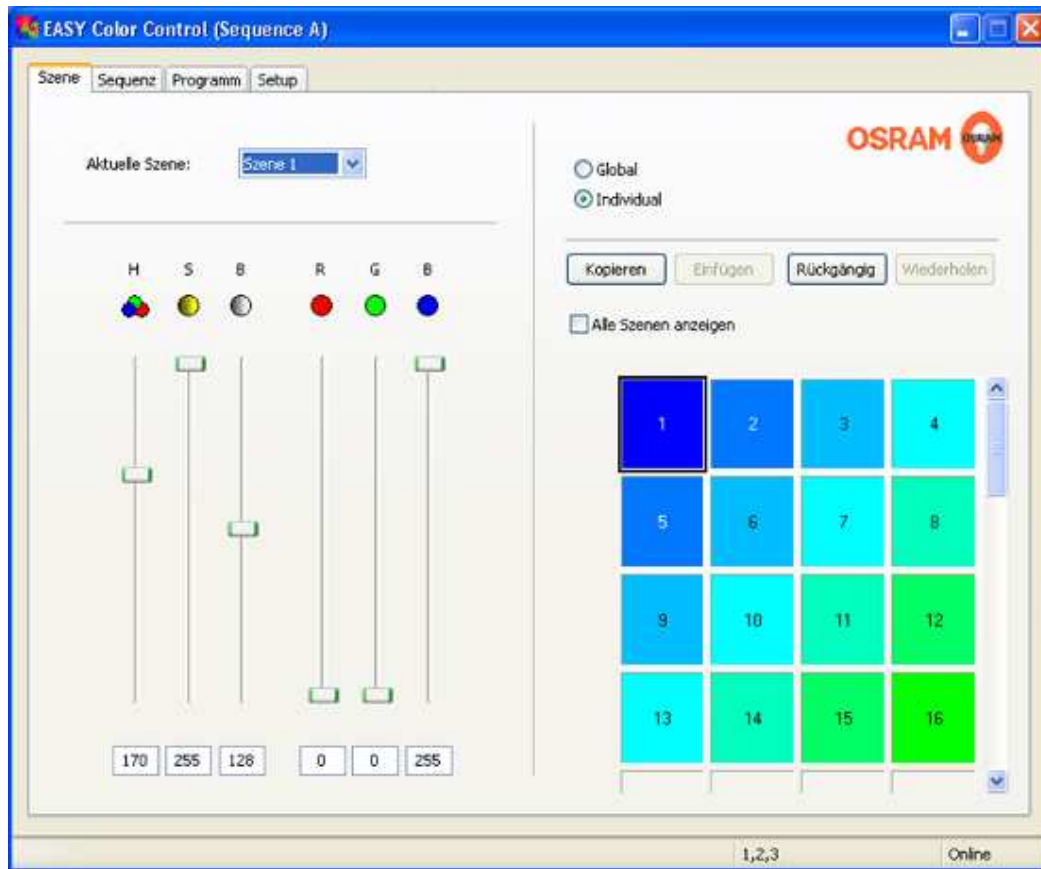 EASY Color Control (Sequence A)
Szene Sequenz Programm Setup
Aktuelle Szene: Szene 1
OSRAM OSRAM
Global
Individual
Kopieren Einfügen Rückgängig Wiederholen
Alle Szenen anzeigen
H S B R G B
1 2 3 4
5 6 7 8
9 10 11 12
13 14 15 16
170 255 128 0 0 255
1,2,3 Online